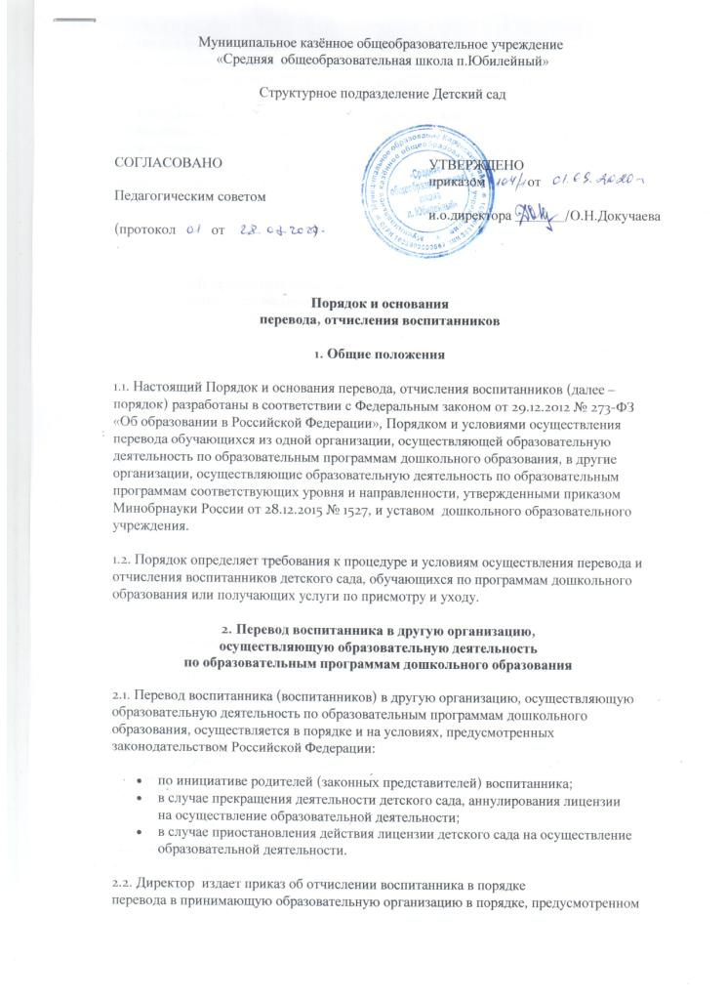 Муниципальное казённое общеобразовательное учреждение
«Средняя  общеобразовательная школа п.Юбилейный»
Структурное подразделение Детский сад
СОГЛАСОВАНО
Педагогическим советом
(протокол 01 от
УТВЕРЖДЕНО
приказом 104/1 от 01.09.2020г
и.о.директора /О.Н.Докучаева
«Средняя
общеобразовательная
школа
п. Юбилейный»
Порядок и основания
перевода, отчисления воспитанников
1. Общие положения
1.1. Настоящий Порядок и основания перевода, отчисления воспитанников (далее –
порядок) разработаны в соответствии с Федеральным законом от 29.12.2012 № 273-ФЗ
«Об образовании в Российской Федерации», Порядком и условиями осуществления
перевода обучающихся из одной организации, осуществляющей образовательную
деятельность по образовательным программам дошкольного образования, в другие
организации, осуществляющие образовательную деятельность по образовательным
программам соответствующих уровня и направленности, утвержденными приказом
Минобрнауки России от 28.12.2015 № 1527, и уставом  дошкольного образовательного
учреждения.
1.2. Порядок определяет требования к процедуре и условиям осуществления перевода и
отчисления воспитанников детского сада, обучающихся по программам дошкольного
образования или получающих услуги по присмотру и уходу.
2. Перевод воспитанника в другую организацию,
осуществляющую образовательную деятельность
по образовательным программам дошкольного образования
2.1. Перевод воспитанника (воспитанников) в другую организацию, осуществляющую
образовательную деятельность по образовательным программам дошкольного
образования, осуществляется в порядке и на условиях, предусмотренных
законодательством Российской Федерации:
• по инициативе родителей (законных представителей) воспитанника;
• в случае прекращения деятельности детского сада, аннулирования лицензии
на осуществление образовательной деятельности;
• в случае приостановления действия лицензии детского сада на осуществление
образовательной деятельности.
2.2. Директор  издает приказ об отчислении воспитанника в порядке
перевода в принимающую образовательную организацию в порядке, предусмотренном